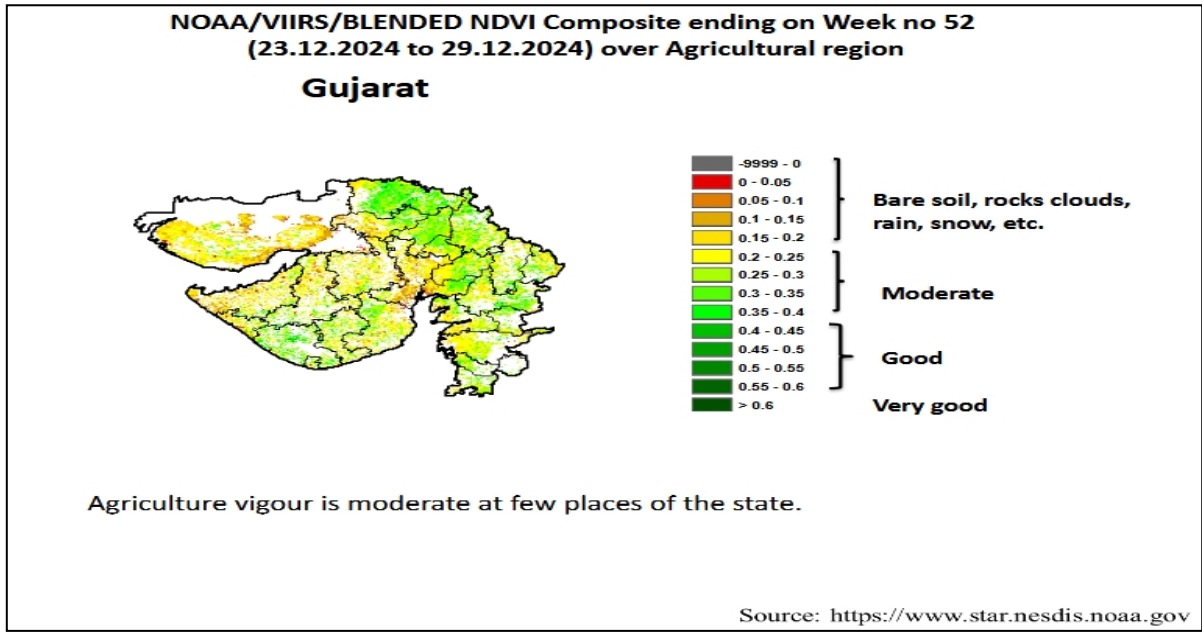 NOAA/VIIRS/BLENDED NDVI Composite ending on Week no 52
(23.12.2024 to 29.12.2024) over Agricultural region
Gujarat
-9999 - 0
0 - 0.05
0.05 - 0.1
0.1 - 0.15
0.15 - 0.2
0.2 - 0.25
0.25 - 0.3
0.3 - 0.35
0.35 - 0.4
0.4 - 0.45
0.45 - 0.5
0.5 - 0.55
0.55 - 0.6
> 0.6
Bare soil, rocks clouds,
rain, snow, etc.
Moderate
Good
Very good
Agriculture vigour is moderate at few places of the state.
Source: https://www.star.nesdis.noaa.gov